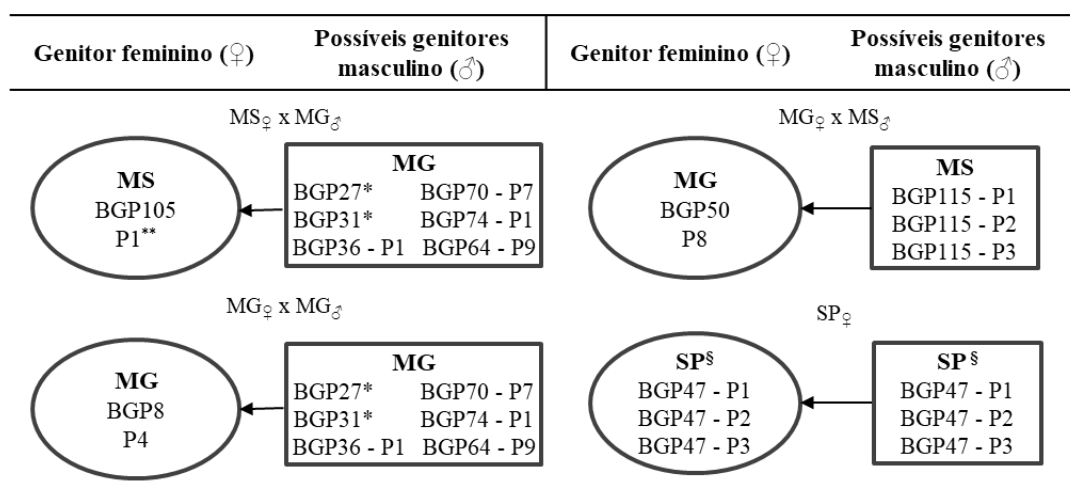 Genitor feminino (♀)
Possíveis genitores
masculino (♂)
Genitor feminino (♀)
Possíveis genitores
masculino (♂)
MS♀ x MG♂
MS
BGP105
P1**
MG
BGP27* BGP70 - P7
BGP31* BGP74 - P1
BGP36 - P1 BGP64 - P9
MG♀ x MS♂
MG
BGP50
P8
MS
BGP115 - P1
BGP115 - P2
BGP115 - P3
MG♀ x MG♂
MG
BGP8
P4
MG
BGP27* BGP70 - P7
BGP31* BGP74 - P1
BGP36 - P1 BGP64 - P9
SP♀
SP§
BGP47 - P1
BGP47 - P2
BGP47 - P3
SP §
BGP47 - P1
BGP47 - P2
BGP47 - P3